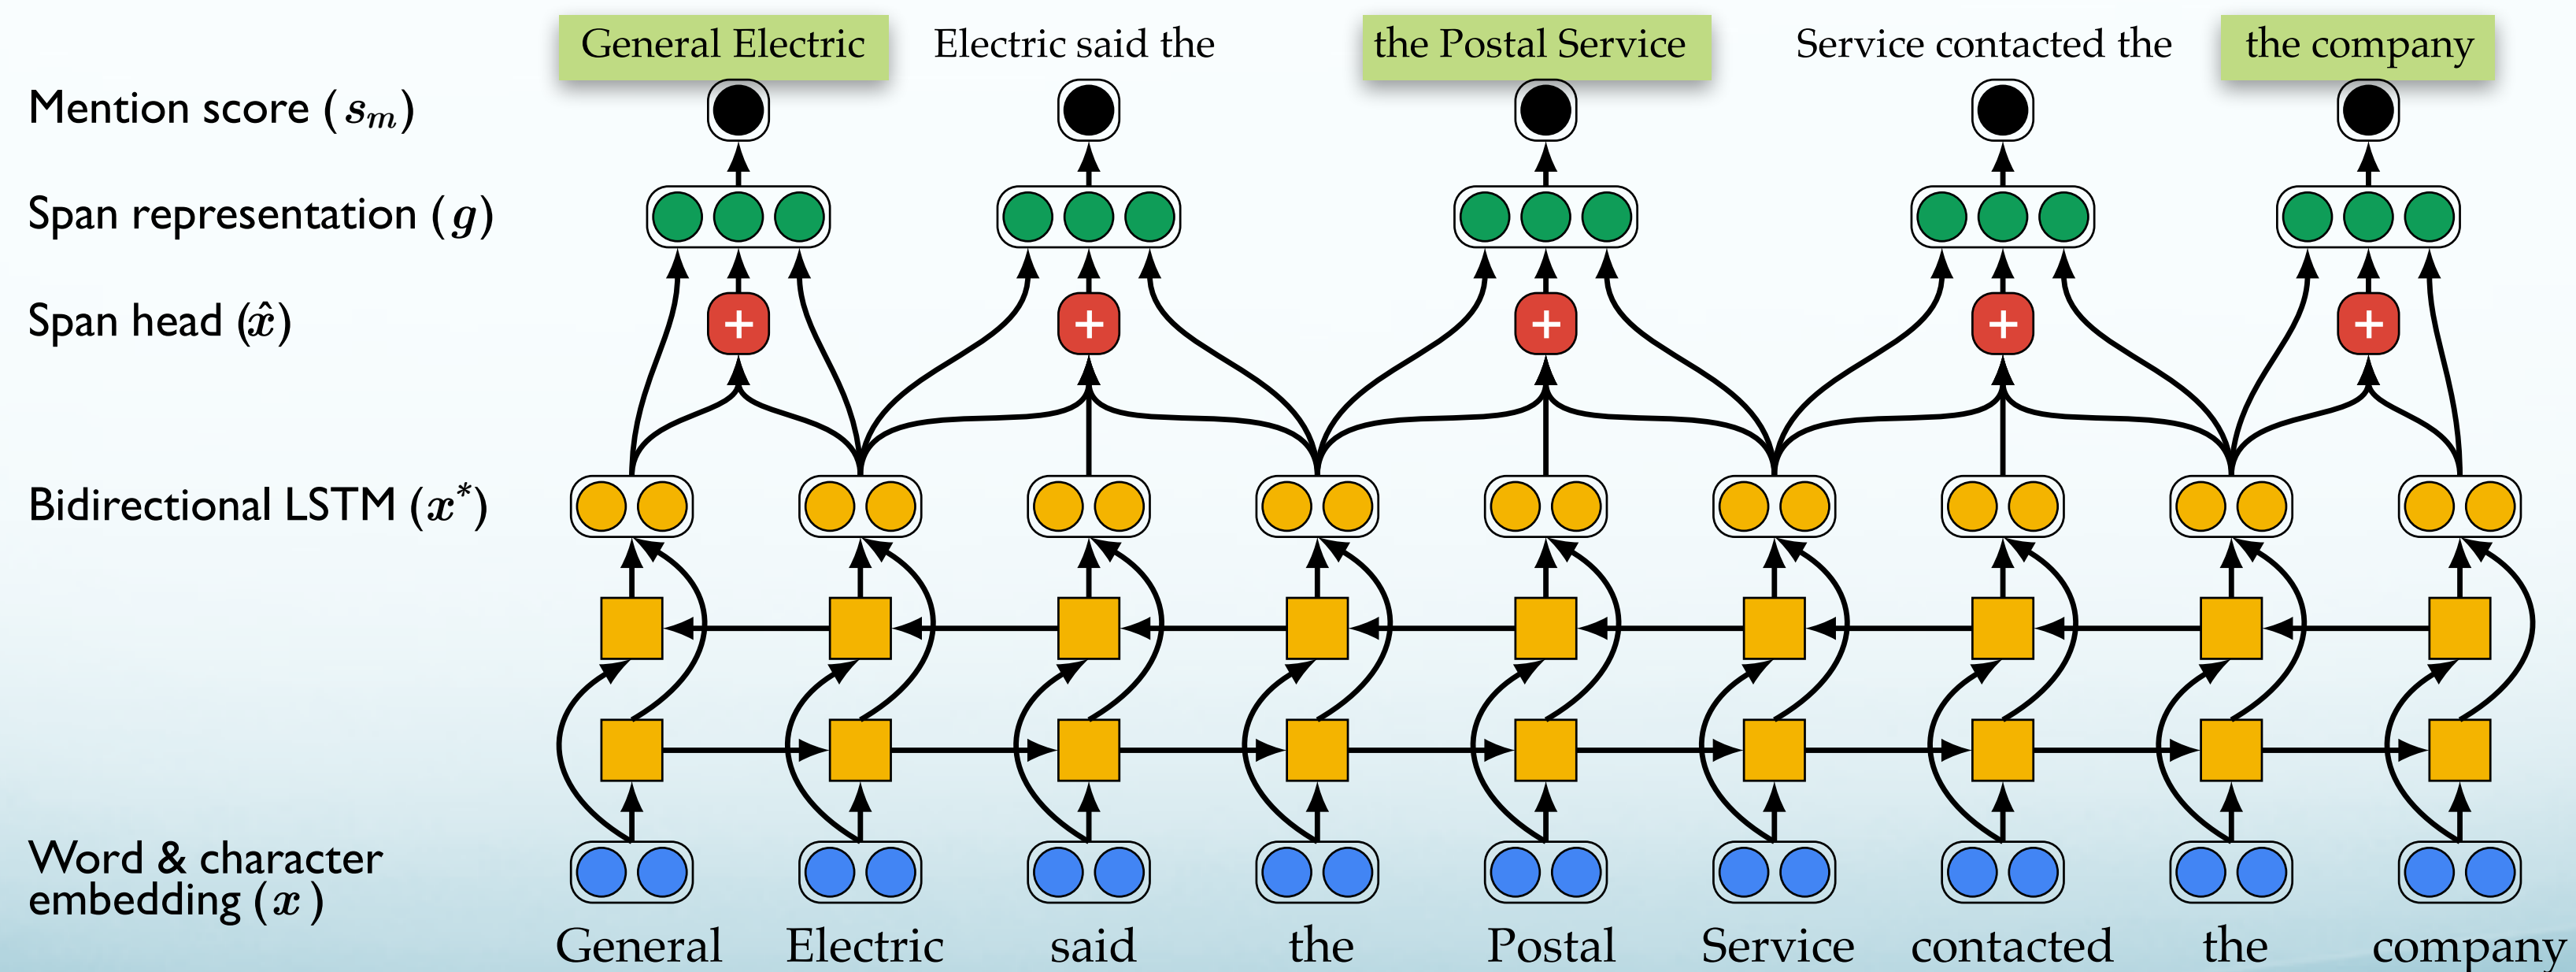 General Electric
Electric said the
the Postal Service
Service contacted the
the company
Mention score (sₘ)
Span representation (g)
+ + + + +
Span head (x̂)
Bidirectional LSTM (x*)
Word & character
embedding (x)
General Electric said the Postal Service contacted the company